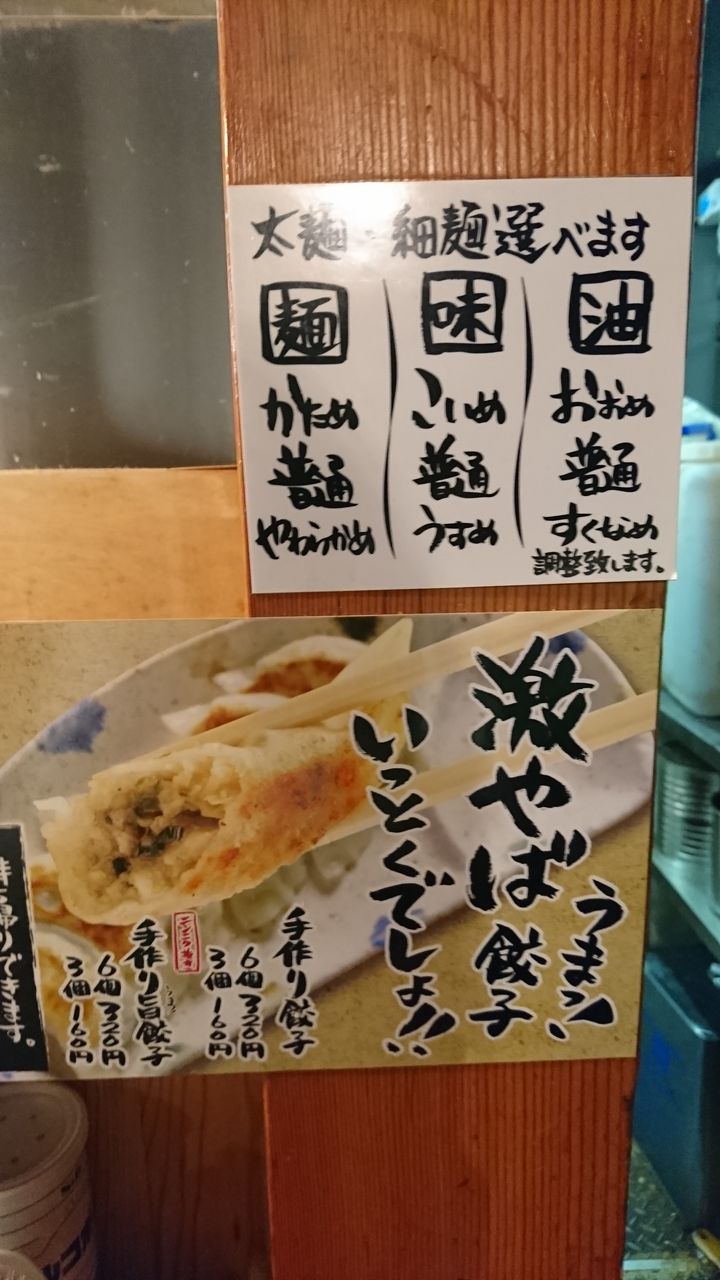 太麺・細麺選べます
麺
かため
普通
やわらかめ
味
こいめ
普通
うすめ
油
おおめ
普通
すくなめ
調整致します。
うまぁ〜い
激やば餃子
いっとくでしょ!!
手作り餃子
6個 320円
3個 160円
手作り旨餃子
6個 320円
3個 160円
持ち帰りできます。